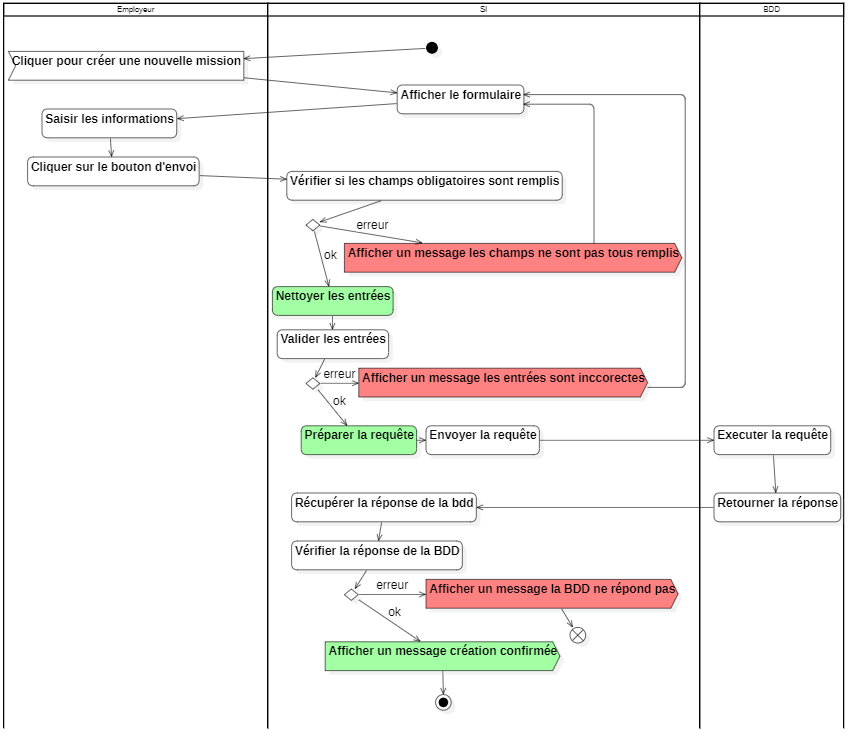 Employeur
SI
BDD
Cliquer pour créer une nouvelle mission
Afficher le formulaire
Saisir les informations
Cliquer sur le bouton d'envoi
Vérifier si les champs obligatoires sont remplis
erreur
Afficher un message les champs ne sont pas tous remplis
ok
Nettoyer les entrées
Valider les entrées
erreur
Afficher un message les entrées sont inccorectes
ok
Préparer la requête
Envoyer la requête
Executer la requête
Récupérer la réponse de la bdd
Retourner la réponse
Vérifier la réponse de la BDD
erreur
Afficher un message la BDD ne répond pas
ok
Afficher un message création confirmée